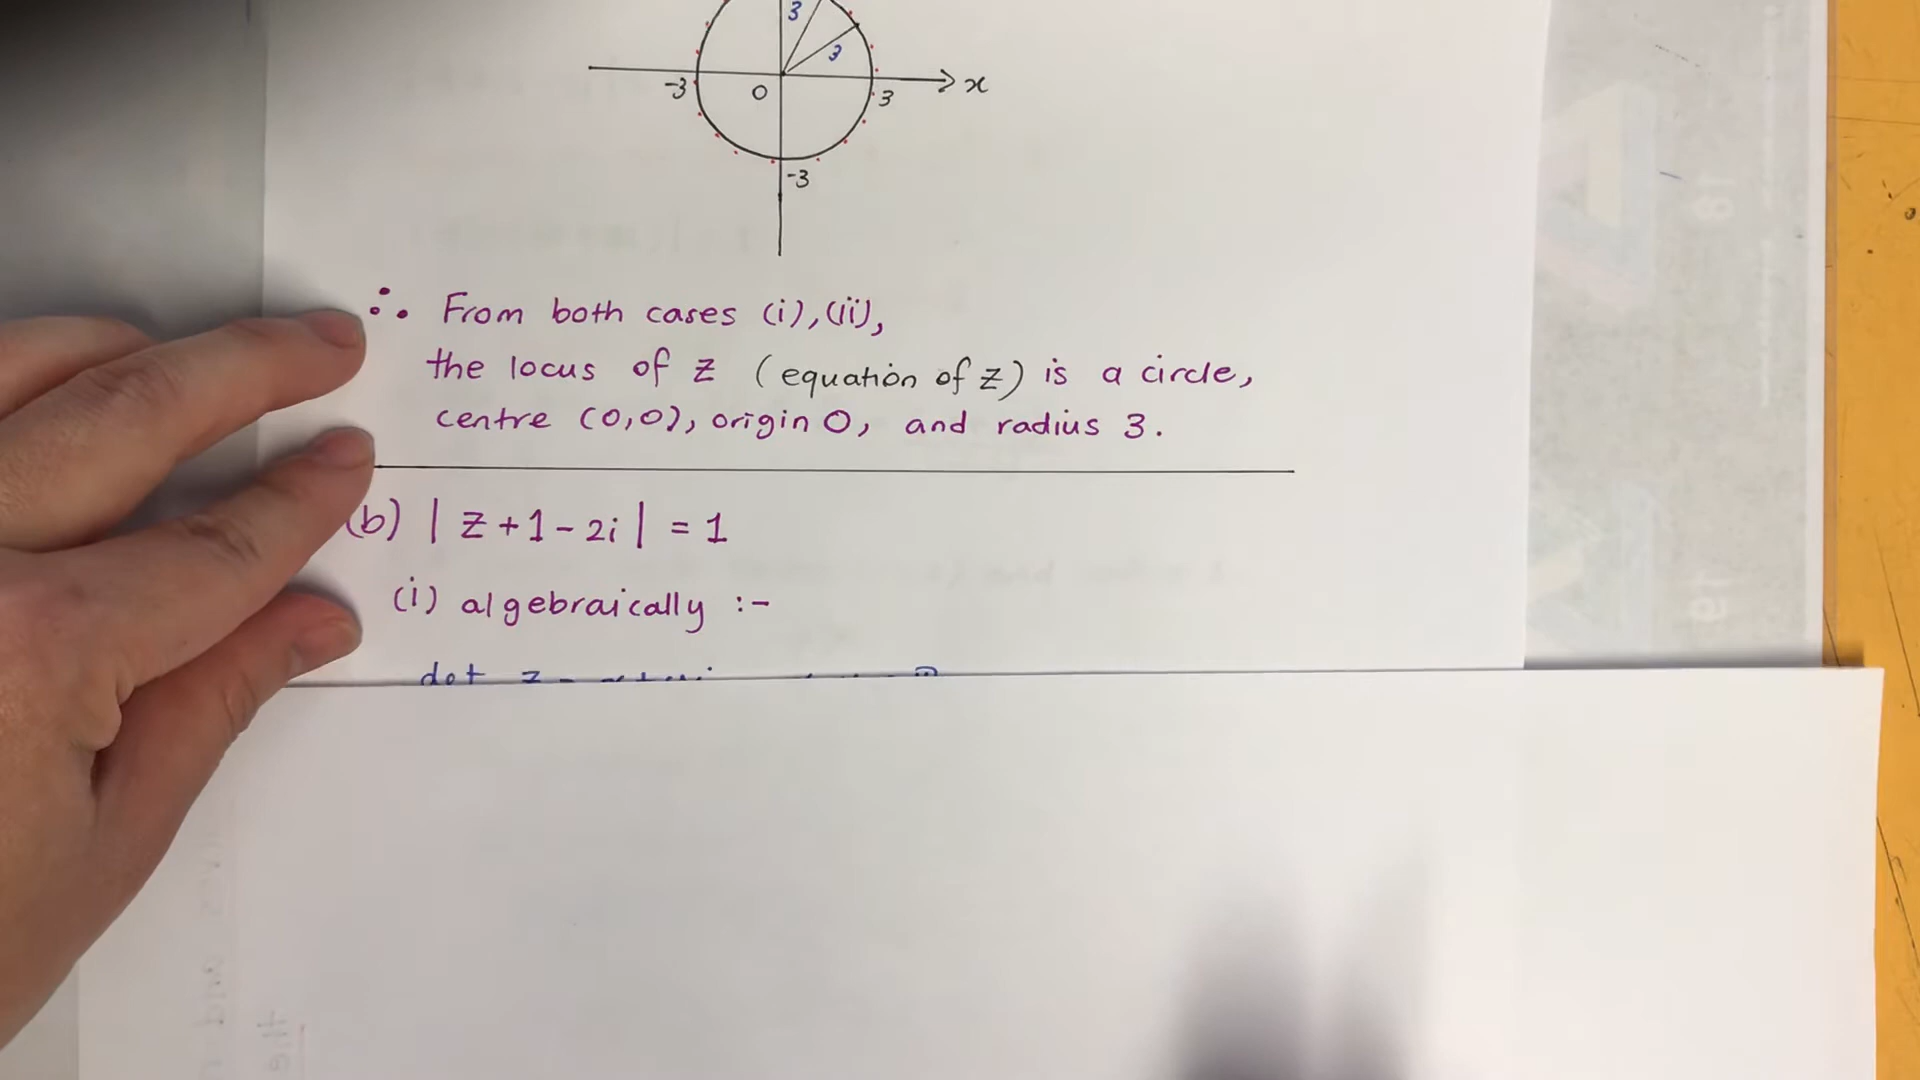 3
3
-3
0
3
x
-3
∴ From both cases (i), (ii),
the locus of z (equation of z) is a circle,
centre (0,0), origin O, and radius 3.
(b) | z + 1 - 2i | = 1
(i) algebraically :-